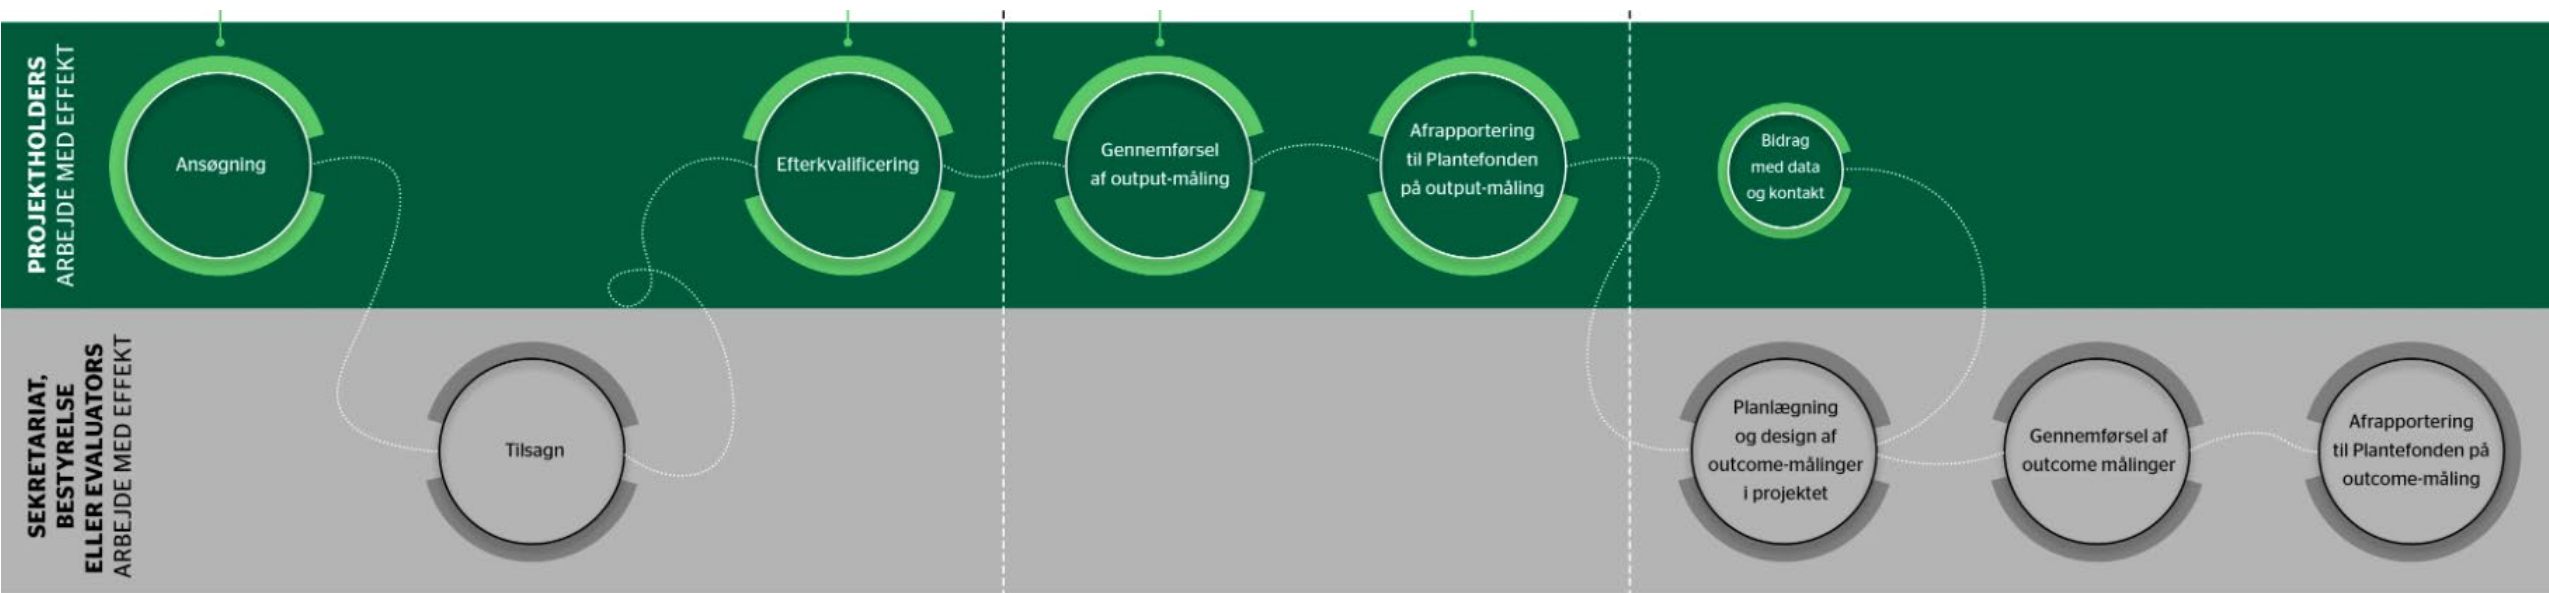 PROJEKTHOLDERS
ARBEJDE MED EFFEKT
Ansøgning
Efterkvalificering
Gennemførsel
af output-måling
Afrapportering
til Plantefonden
på output-måling
Bidrag
med data
og kontakt
SEKRETARIAT,
BESTYRELSE
ELLER EVALUATORS
ARBEJDE MED EFFEKT
Tilsagn
Planlægning
og design af
outcome-målinger
i projektet
Gennemførsel af
outcome målinger
Afrapportering
til Plantefonden på
outcome-måling